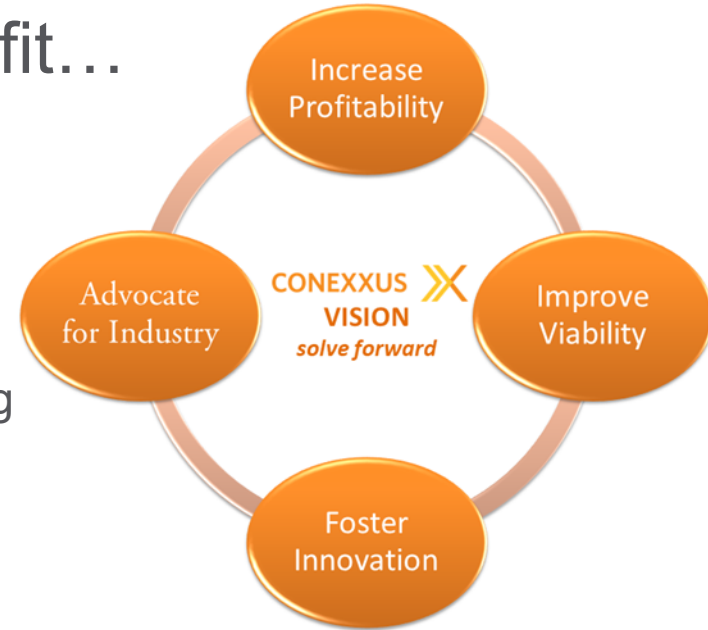 fit…
Increase
Profitability
Advocate
for Industry
CONEXXUS
VISION
solve forward
Improve
Viability
g
Foster
Innovation